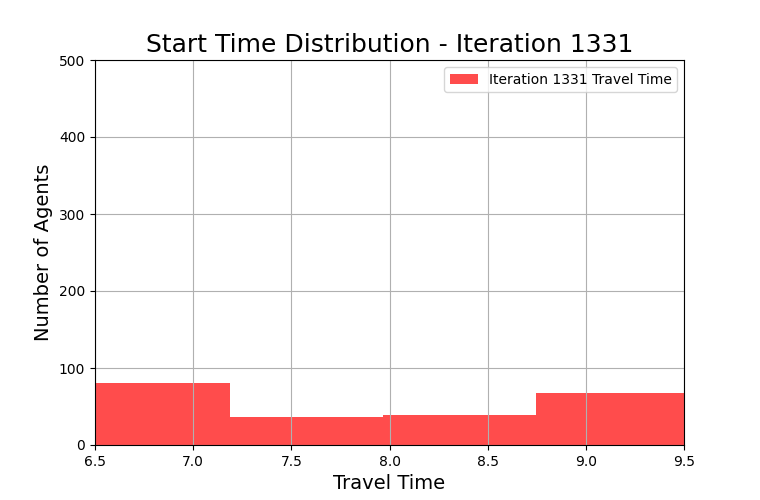 Start Time Distribution - Iteration 1331
Iteration 1331 Travel Time
Number of Agents
500
400
300
200
100
0
6.5 7.0 7.5 8.0 8.5 9.0 9.5
Travel Time